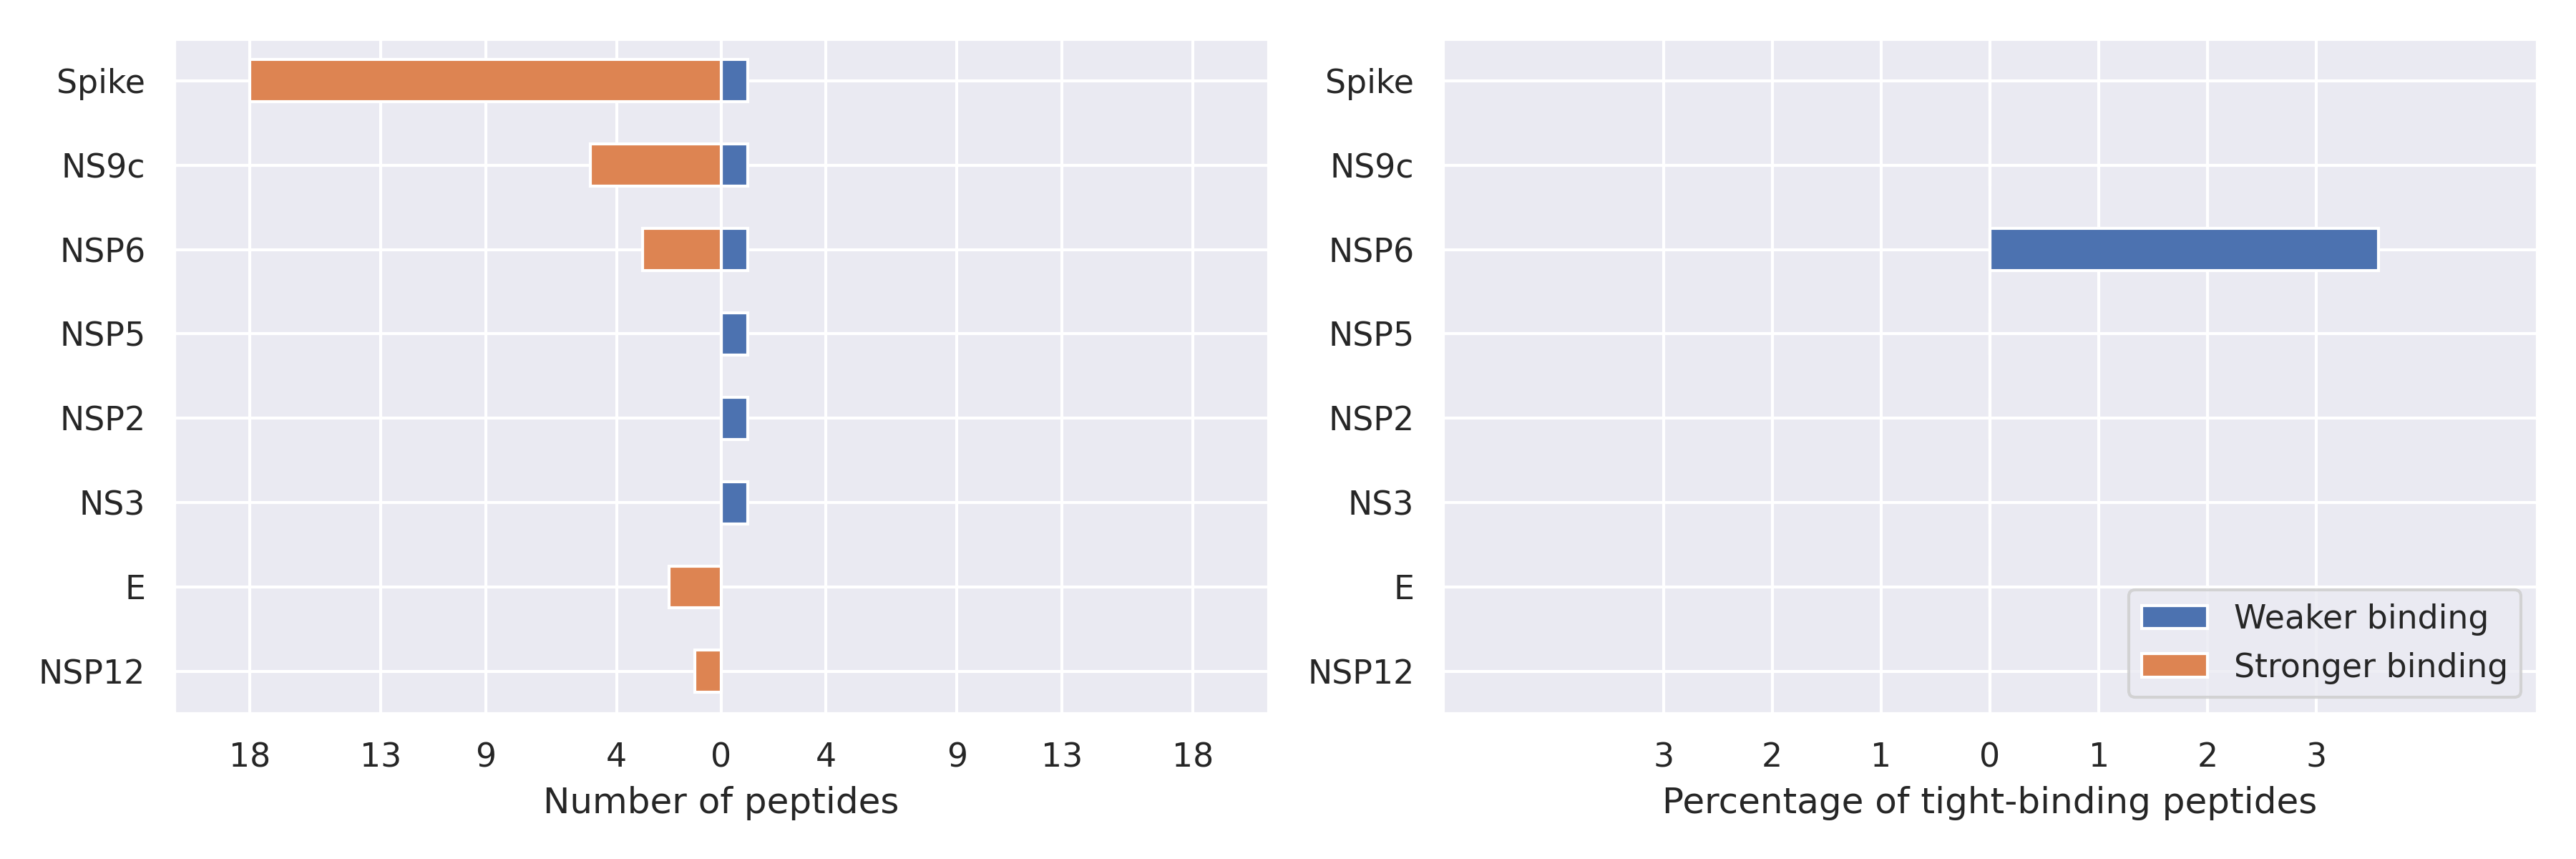 Spike
NS9c
NSP6
NSP5
NSP2
NS3
E
NSP12
18 13 9 4 0 4 9 13 18
Number of peptides
Spike
NS9c
NSP6
NSP5
NSP2
NS3
E
NSP12
Weaker binding
Stronger binding
3 2 1 0 1 2 3
Percentage of tight-binding peptides